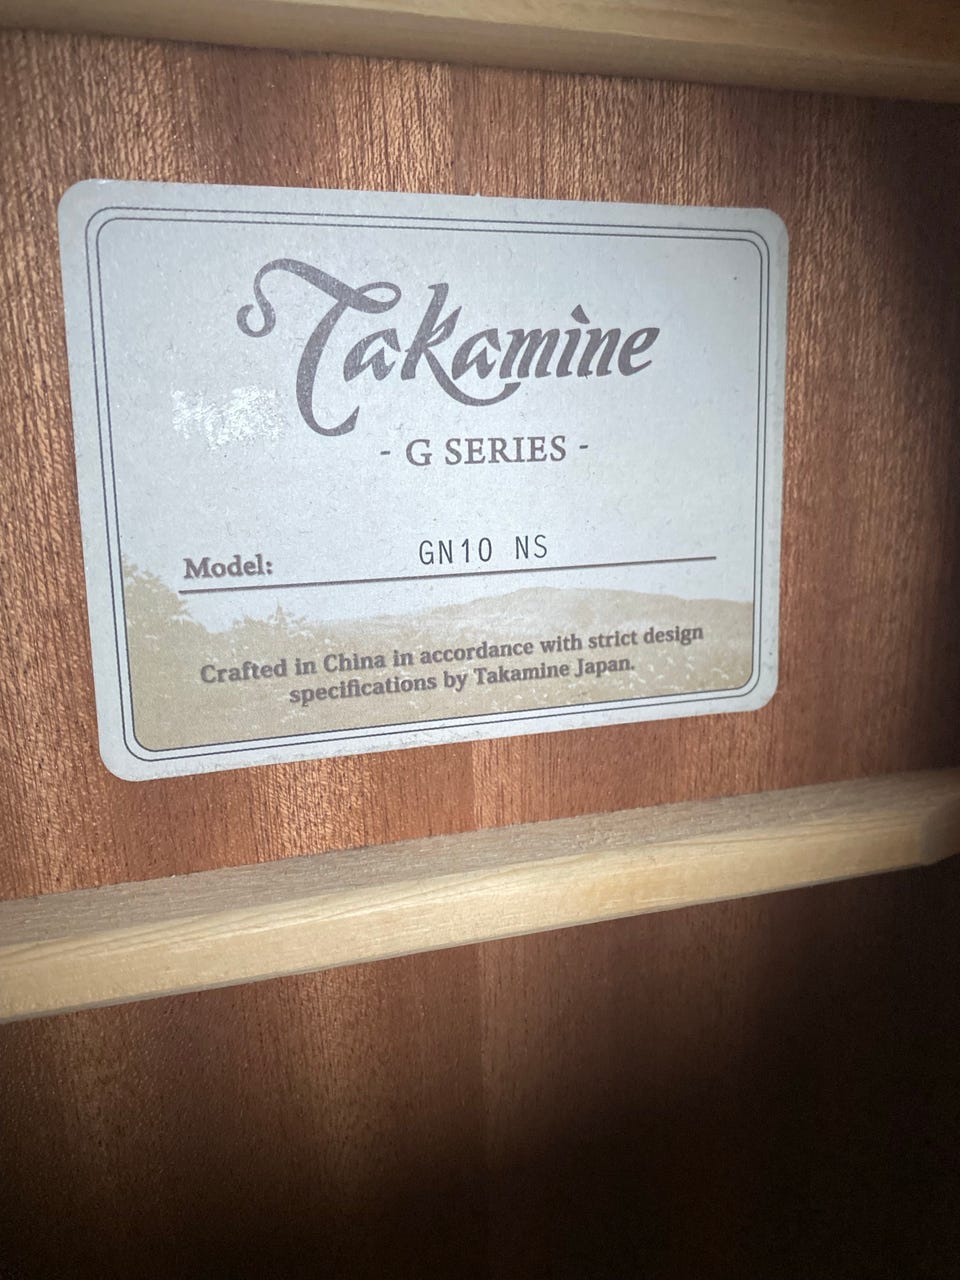 Takamine
- G SERIES -
Model: GN10 NS
Crafted in China in accordance with strict design
specifications by Takamine Japan.